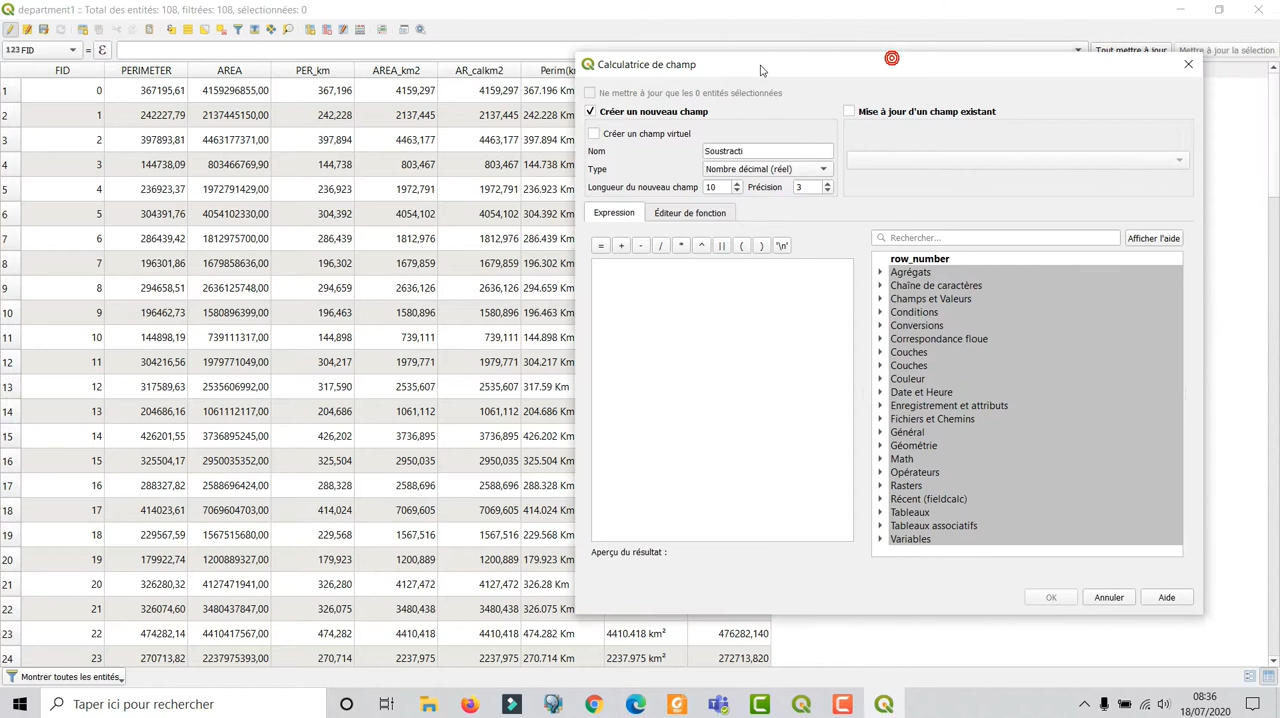 department1 :: Total des entités: 108, filtrées: 108, sélectionnées: 0
123 FID = ε Tout mettre à jour Mettre à jour la sélection
FID PERIMETER AREA PER_km AREA_km2 AR_calkm2 Perim(k
1 0 367195,61 4159296855,00 367,196 4159,297 4159,297 367.196 Km
2 1 242227,79 2137445150,00 242,228 2137,445 2137,445 242.228 Km
3 2 397893,81 4463177371,00 397,894 4463,177 4463,177 397.894 Km
4 3 144738,09 803466769,90 144,738 803,467 803,467 144.738 Km
5 4 236923,37 1972791429,00 236,923 1972,791 1972,791 236.923 Km
6 5 304391,76 4054102330,00 304,392 4054,102 4054,102 304.392 Km
7 6 286439,42 1812975700,00 286,439 1812,976 1812,976 286.439 Km
8 7 196301,86 1679858636,00 196,302 1679,859 1679,859 196.302 Km
9 8 294658,51 2636125748,00 294,659 2636,126 2636,126 294.659 Km
10 9 196462,73 1580896399,00 196,463 1580,896 1580,896 196.463 Km
11 10 144898,19 739111317,00 144,898 739,111 739,111 144.898 Km
12 11 304216,56 1979771049,00 304,217 1979,771 1979,771 304.217 Km
13 12 317589,63 2535606992,00 317,590 2535,607 2535,607 317.59 Km
14 13 204686,16 1061112117,00 204,686 1061,112 1061,112 204.686 Km
15 14 426201,55 3736895245,00 426,202 3736,895 3736,895 426.202 Km
16 15 325504,17 2950035352,00 325,504 2950,035 2950,035 325.504 Km
17 16 288327,82 2588696424,00 288,328 2588,696 2588,696 288.328 Km
18 17 414023,61 7069604703,00 414,024 7069,605 7069,605 414.024 Km
19 18 229568,59 1567515680,00 229,568 1567,516 1567,516 229.568 Km
20 19 179922,74 1200889327,00 179,923 1200,889 1200,889 179.923 Km
21 20 326280,32 4127471941,00 326,280 4127,472 4127,472 326.28 Km
22 21 326074,60 3480437847,00 326,075 3480,438 3480,438 326.075 Km
23 22 474282,14 4410417567,00 474,282 4410,418 4410,418 474.282 Km 4410.418 km² 476282,140
24 23 270713,82 2237975393,00 270,714 2237,975 2237,975 270.714 Km 2237.975 km² 272713,820
Montrer toutes les entités
Calculatrice de champ
Ne mettre à jour que les 0 entités sélectionnées
Créer un nouveau champ
Mise à jour d'un champ existant
Créer un champ virtuel
Nom Soustracti
Type Nombre décimal (réel)
Longueur du nouveau champ 10 Précision 3
Expression Éditeur de fonction
= + - / * ^ || ( ) '\n'
Rechercher... Afficher l'aide
row_number
Agrégats
Chaîne de caractères
Champs et Valeurs
Conditions
Conversions
Correspondance floue
Couches
Couches
Couleur
Date et Heure
Enregistrement et attributs
Fichiers et Chemins
Général
Géométrie
Math
Opérateurs
Rasters
Récent (fieldcalc)
Tableaux
Tableaux associatifs
Variables
Aperçu du résultat :
OK Annuler Aide
Taper ici pour rechercher
08:36
18/07/2020